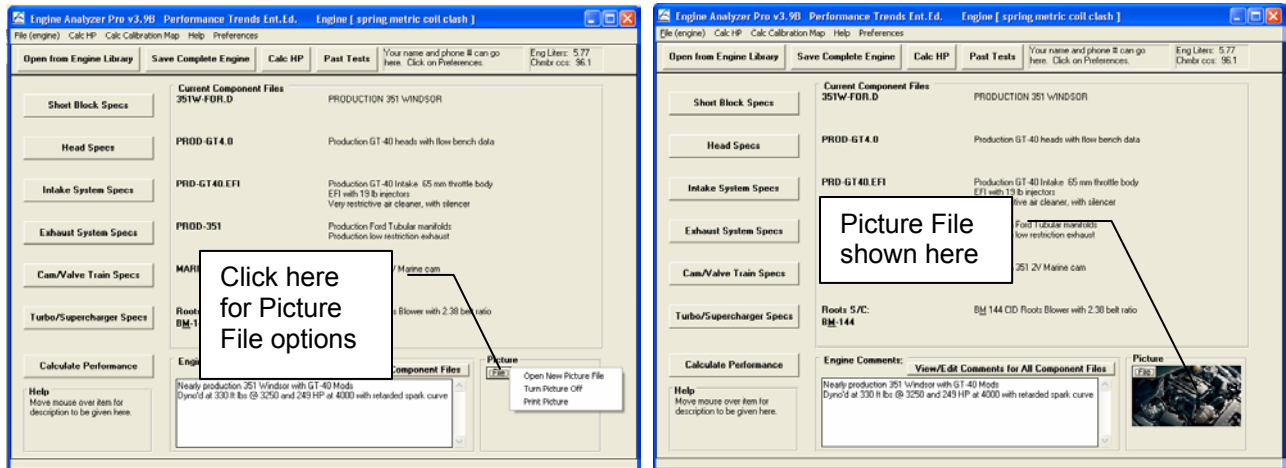 Engine Analyzer Pro v3.9B Performance Trends Ent.Ed. Engine [ spring metric coil clash ]
File (engine) Calc HP Calc Calibration Map Help Preferences
Open from Engine Library Save Complete Engine Calc HP Past Tests
Your name and phone # can go
here. Click on Preferences.
Eng Liters: 5.77
Chmbr ccs: 96.1
Current Component Files
Short Block Specs
351W-FOR.D
PRODUCTION 351 WINDSOR
Head Specs
PROD-GT4.0
Production GT-40 heads with flow bench data
Intake System Specs
PRD-GT40.EFI
Production GT-40 Intake 65 mm throttle body
EFI with 19 lb injectors
Very restrictive air cleaner, with silencer
Exhaust System Specs
PROD-351
Production Ford Tubular manifolds
Production low restriction exhaust
Cam/Valve Train Specs
Marine cam
Turbo/Supercharger Specs
Roots
BM-1
Blower with 2.38 belt ratio
Click here
for Picture
File options
Calculate Performance
Component Files
Picture
File
Open New Picture File
Turn Picture Off
Print Picture
Nearly production 351 Windsor with GT-40 Mods
Dyno'd at 330 ft lbs @ 3250 and 249 HP at 4000 with retarded spark curve
Help
Move mouse over item for
description to be given here.
Engine Analyzer Pro v3.9B Performance Trends Ent.Ed. Engine [ spring metric coil clash ]
File (engine) Calc HP Calc Calibration Map Help Preferences
Open from Engine Library Save Complete Engine Calc HP Past Tests
Your name and phone # can go
here. Click on Preferences.
Eng Liters: 5.77
Chmbr ccs: 96.1
Current Component Files
Short Block Specs
351W-FOR.D
PRODUCTION 351 WINDSOR
Head Specs
PROD-GT4.0
Production GT-40 heads with flow bench data
Intake System Specs
PRD-GT40.EFI
Production GT-40 Intake 65 mm throttle body
EFI with 19 lb injectors
air cleaner, with silencer
Exhaust System Specs
Ford Tubular manifolds
low restriction exhaust
Picture File
shown here
Cam/Valve Train Specs
351 2V Marine cam
Turbo/Supercharger Specs
Roots S/C:
BM-144
BM 144 CID Roots Blower with 2.38 belt ratio
Calculate Performance
Engine Comments:
View/Edit Comments for All Component Files
Picture
File
Nearly production 351 Windsor with GT-40 Mods
Dyno'd at 330 ft lbs @ 3250 and 249 HP at 4000 with retarded spark curve
Help
Move mouse over item for
description to be given here.